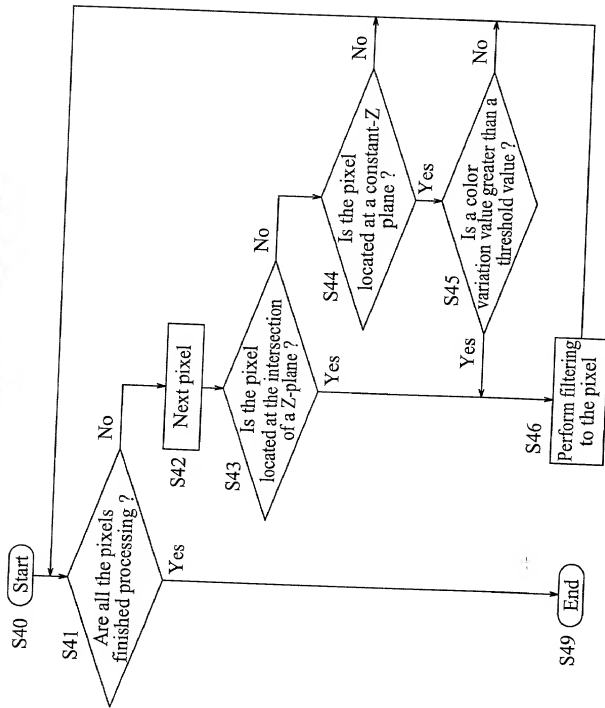 S40
Start
S41
Are all the pixels
finished processing ?
No
Yes
S42
Next pixel
S43
Is the pixel
located at the intersection
of a Z-plane ?
No
Yes
S44
Is the pixel
located at a constant-Z
plane ?
No
Yes
S45
Is a color
variation value greater than a
threshold value ?
No
Yes
S46
Perform filtering
to the pixel
S49
End